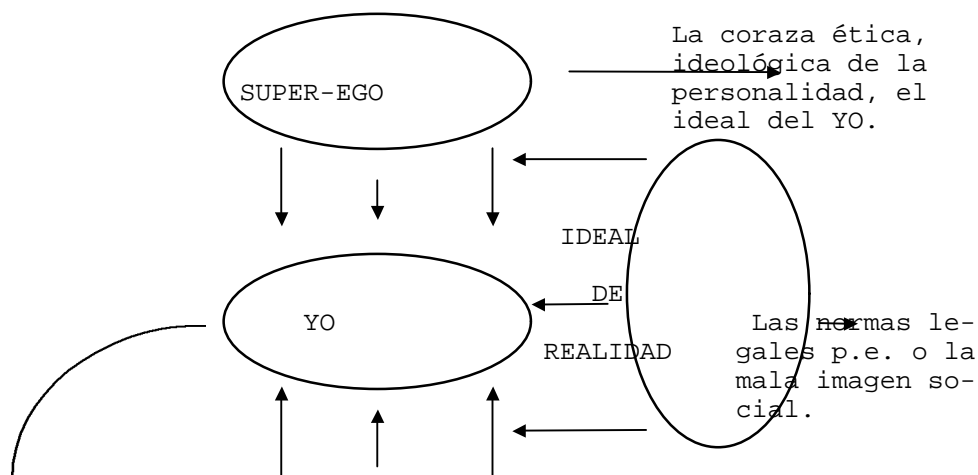 La coraza ética,
ideológica de la
personalidad, el
ideal del YO.
SUPER-EGO
IDEAL
DE
REALIDAD
YO
Las normas le-
gales p.e. o la
mala imagen so-
cial.